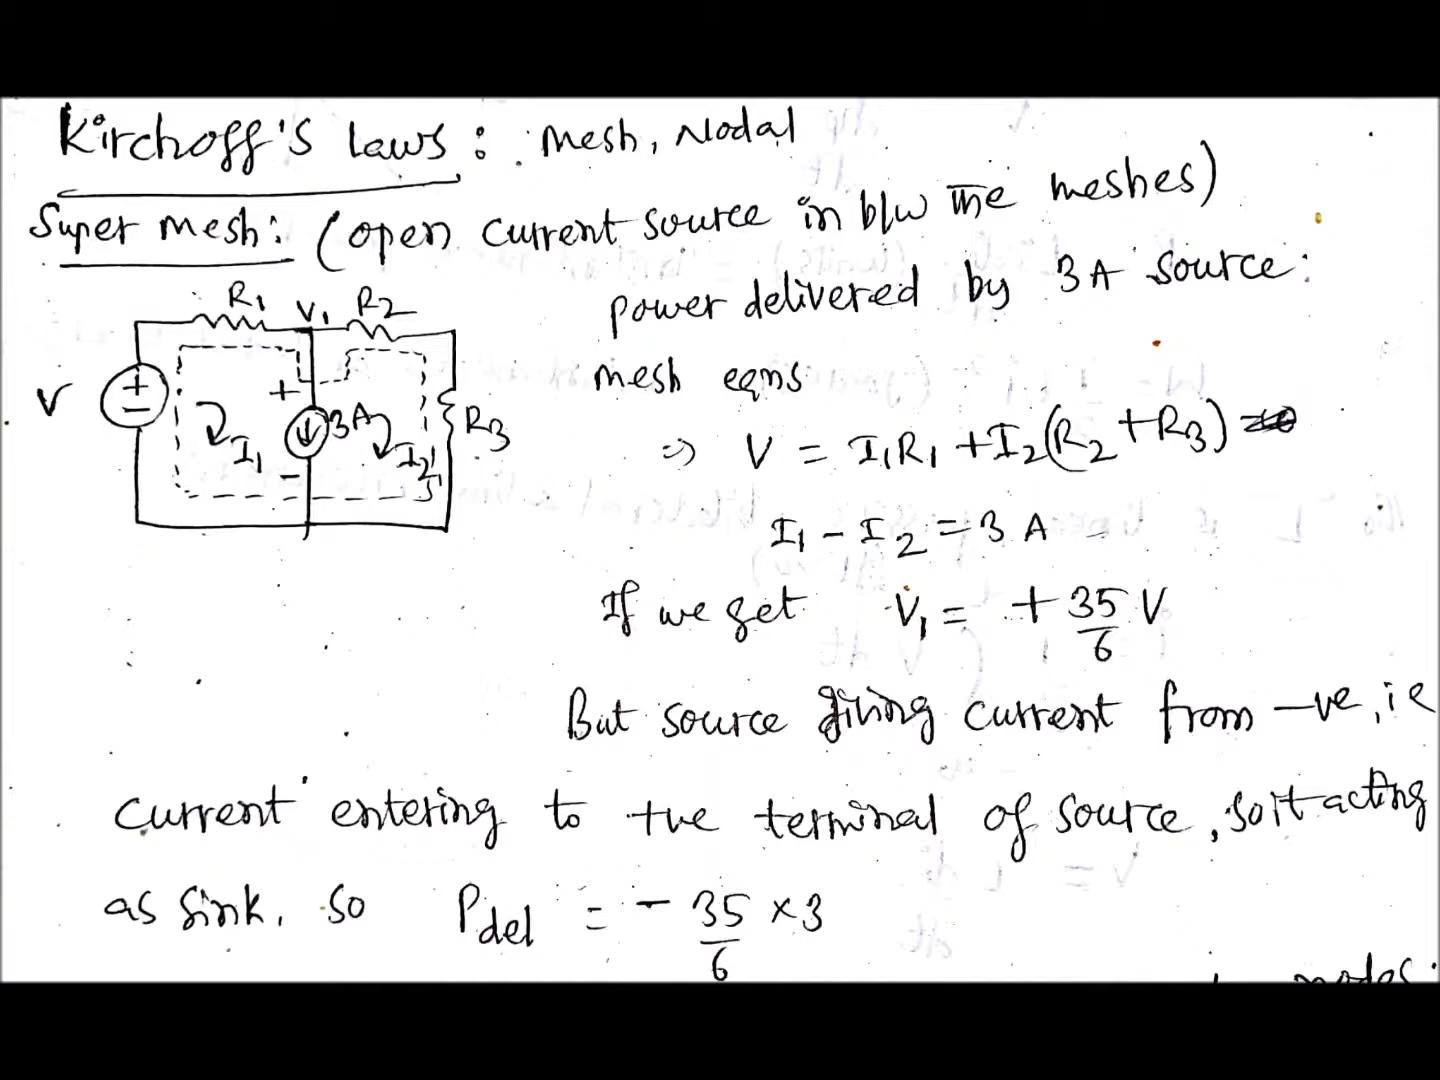 Kirchoff's laws: mesh, Nodal
Super mesh: (open current source in b/w the meshes)
R1 V1 R2
power delivered by 3A source:
mesh eqns
V + − + 3A R3
I1 − I2
=> V = I1R1 + I2(R2+R3)
I1 − I2 = 3 A
If we get V1 = + 35/6 V
But source giving current from −ve, ie
current entering to +ve terminal of source, so it acting
as sink. so Pdel = − 35/6 × 3
nodes: